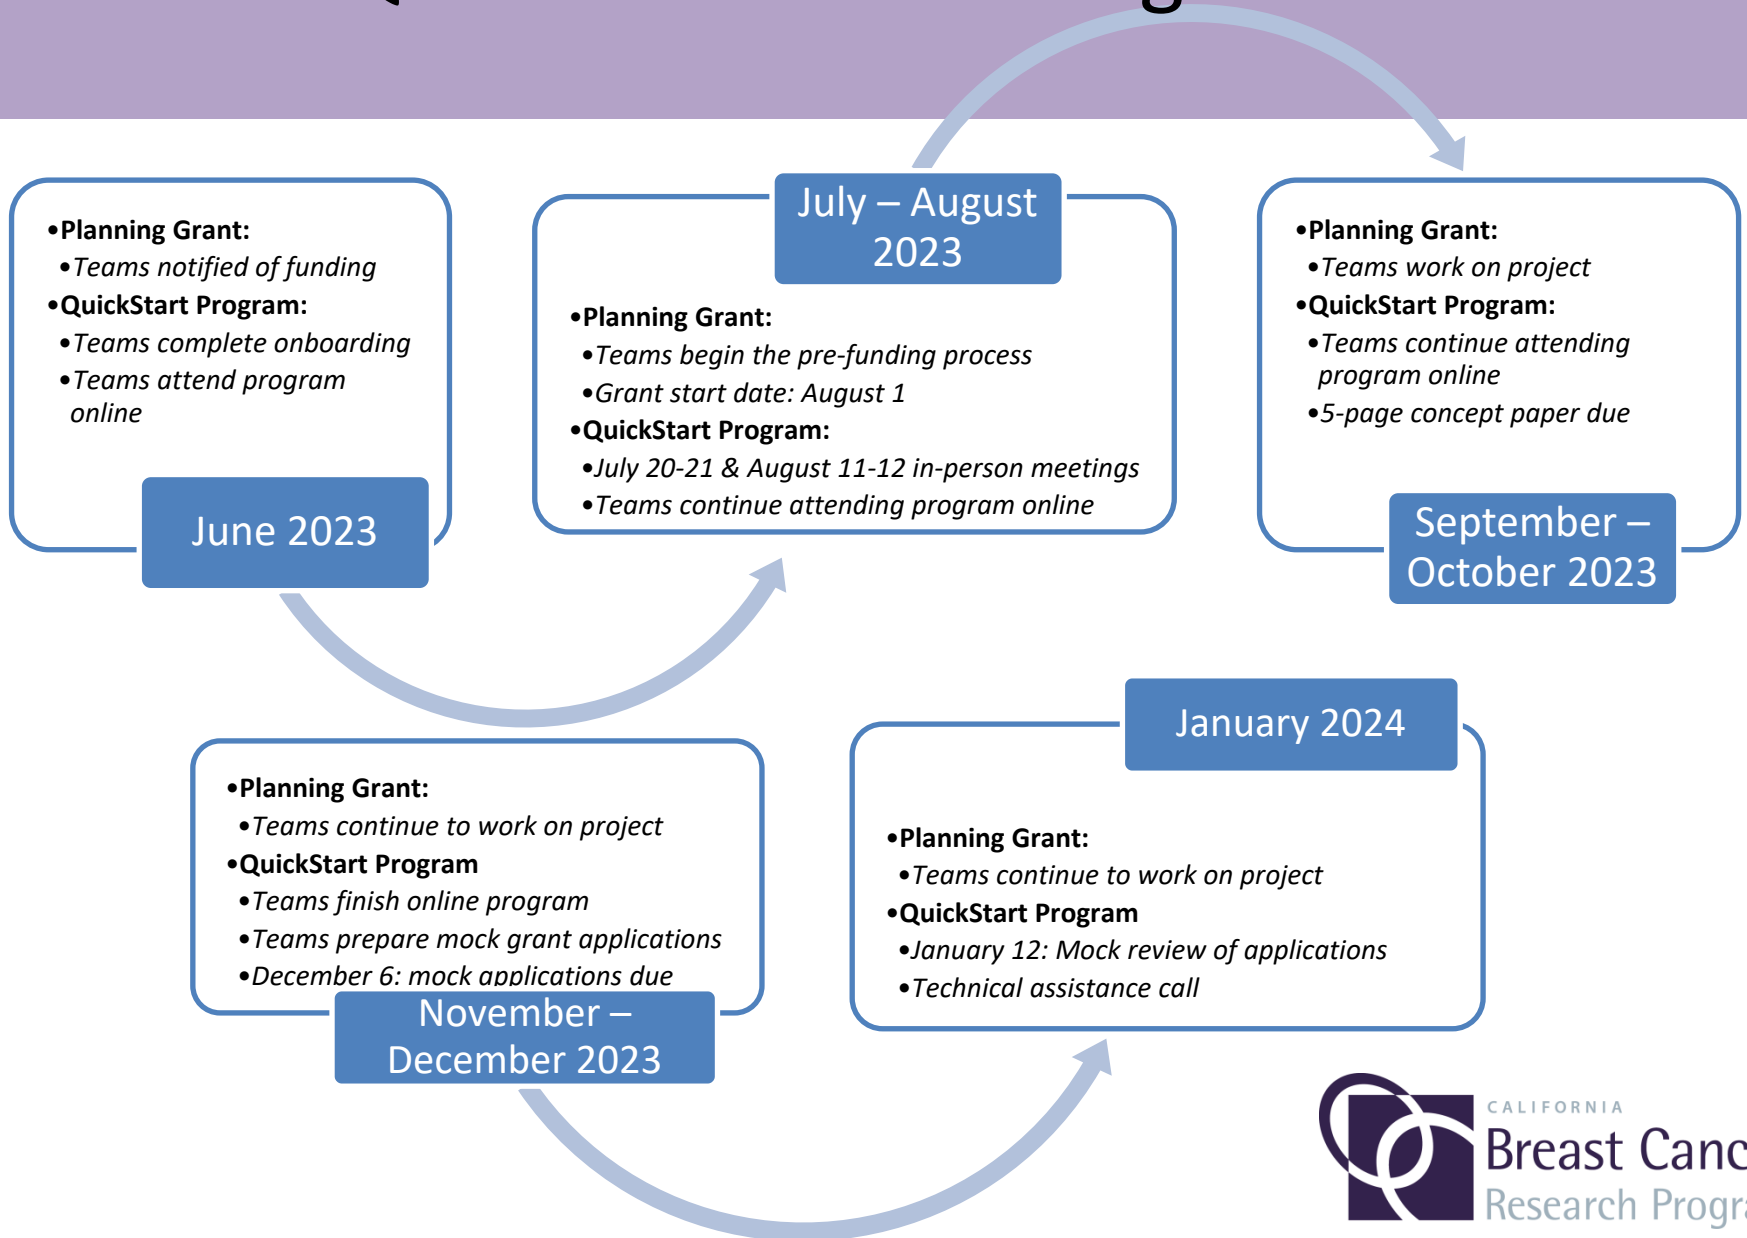 •Planning Grant:
•Teams notified of funding
•QuickStart Program:
•Teams complete onboarding
•Teams attend program
online
June 2023
July – August
2023
•Planning Grant:
•Teams begin the pre-funding process
•Grant start date: August 1
•QuickStart Program:
•July 20-21 & August 11-12 in-person meetings
•Teams continue attending program online
•Planning Grant:
•Teams work on project
•QuickStart Program:
•Teams continue attending
program online
•5-page concept paper due
September –
October 2023
•Planning Grant:
•Teams continue to work on project
•QuickStart Program
•Teams finish online program
•Teams prepare mock grant applications
•December 6: mock applications due
November –
December 2023
January 2024
•Planning Grant:
•Teams continue to work on project
•QuickStart Program
•January 12: Mock review of applications
•Technical assistance call
CALIFORNIA
Breast Canc
Research Progra